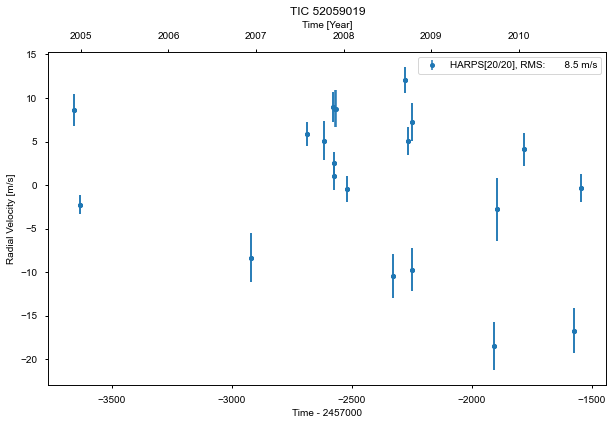 TIC 52059019
Time [Year]
2005 2006 2007 2008 2009 2010
HARPS[20/20], RMS: 8.5 m/s
15
10
5
0
−5
−10
−15
−20
Radial Velocity [m/s]
−3500 −3000 −2500 −2000 −1500
Time - 2457000